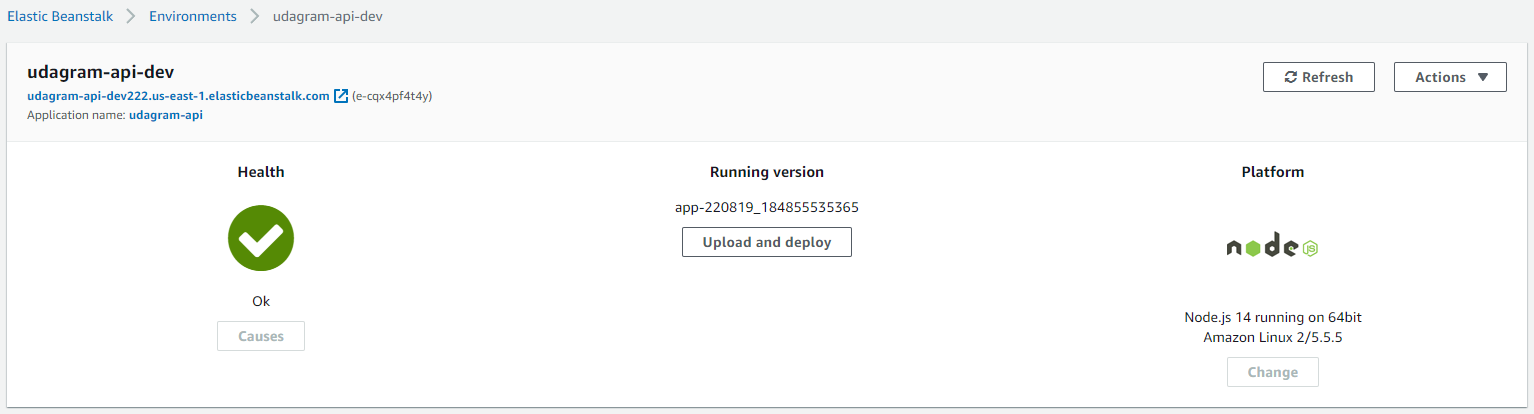 Elastic Beanstalk > Environments > udagram-api-dev
udagram-api-dev
Refresh
Actions
udagram-api-dev222.us-east-1.elasticbeanstalk.com (e-cqx4pf4t4y)
Application name: udagram-api
Health
Running version
Platform
app-220819_184855535365
Upload and deploy
node JS
Ok
Causes
Node.js 14 running on 64bit
Amazon Linux 2/5.5.5
Change